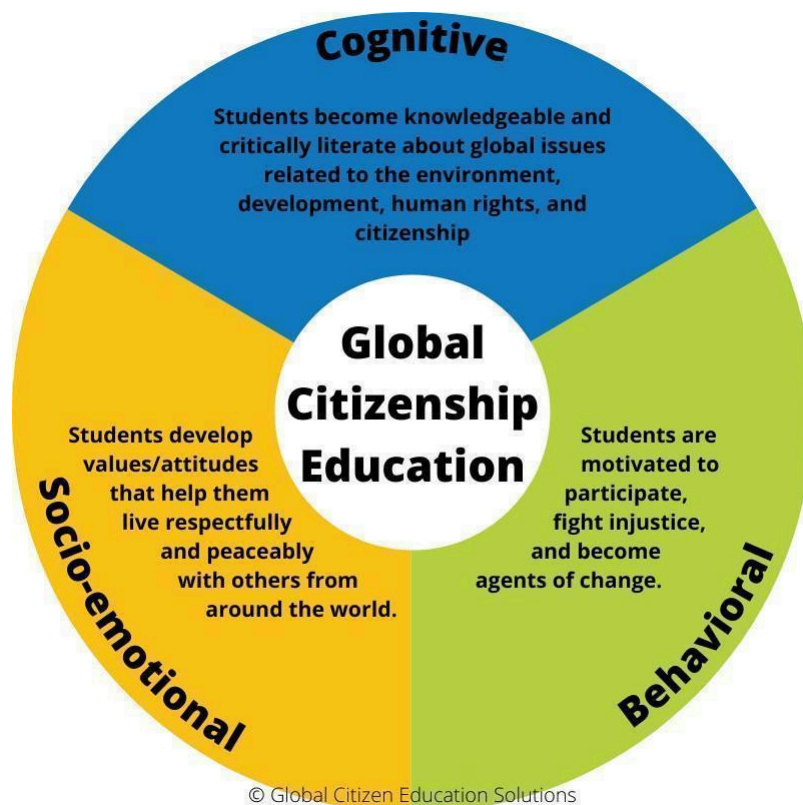 Cognitive
Students become knowledgeable and
critically literate about global issues
related to the environment,
development, human rights, and
citizenship
Global
Citizenship
Education
Students develop
values/attitudes
that help them
live respectfully
and peaceably
with others from
around the world.
Socio-emotional
Students are
motivated to
participate,
fight injustice,
and become
agents of change.
Behavioral
© Global Citizen Education Solutions